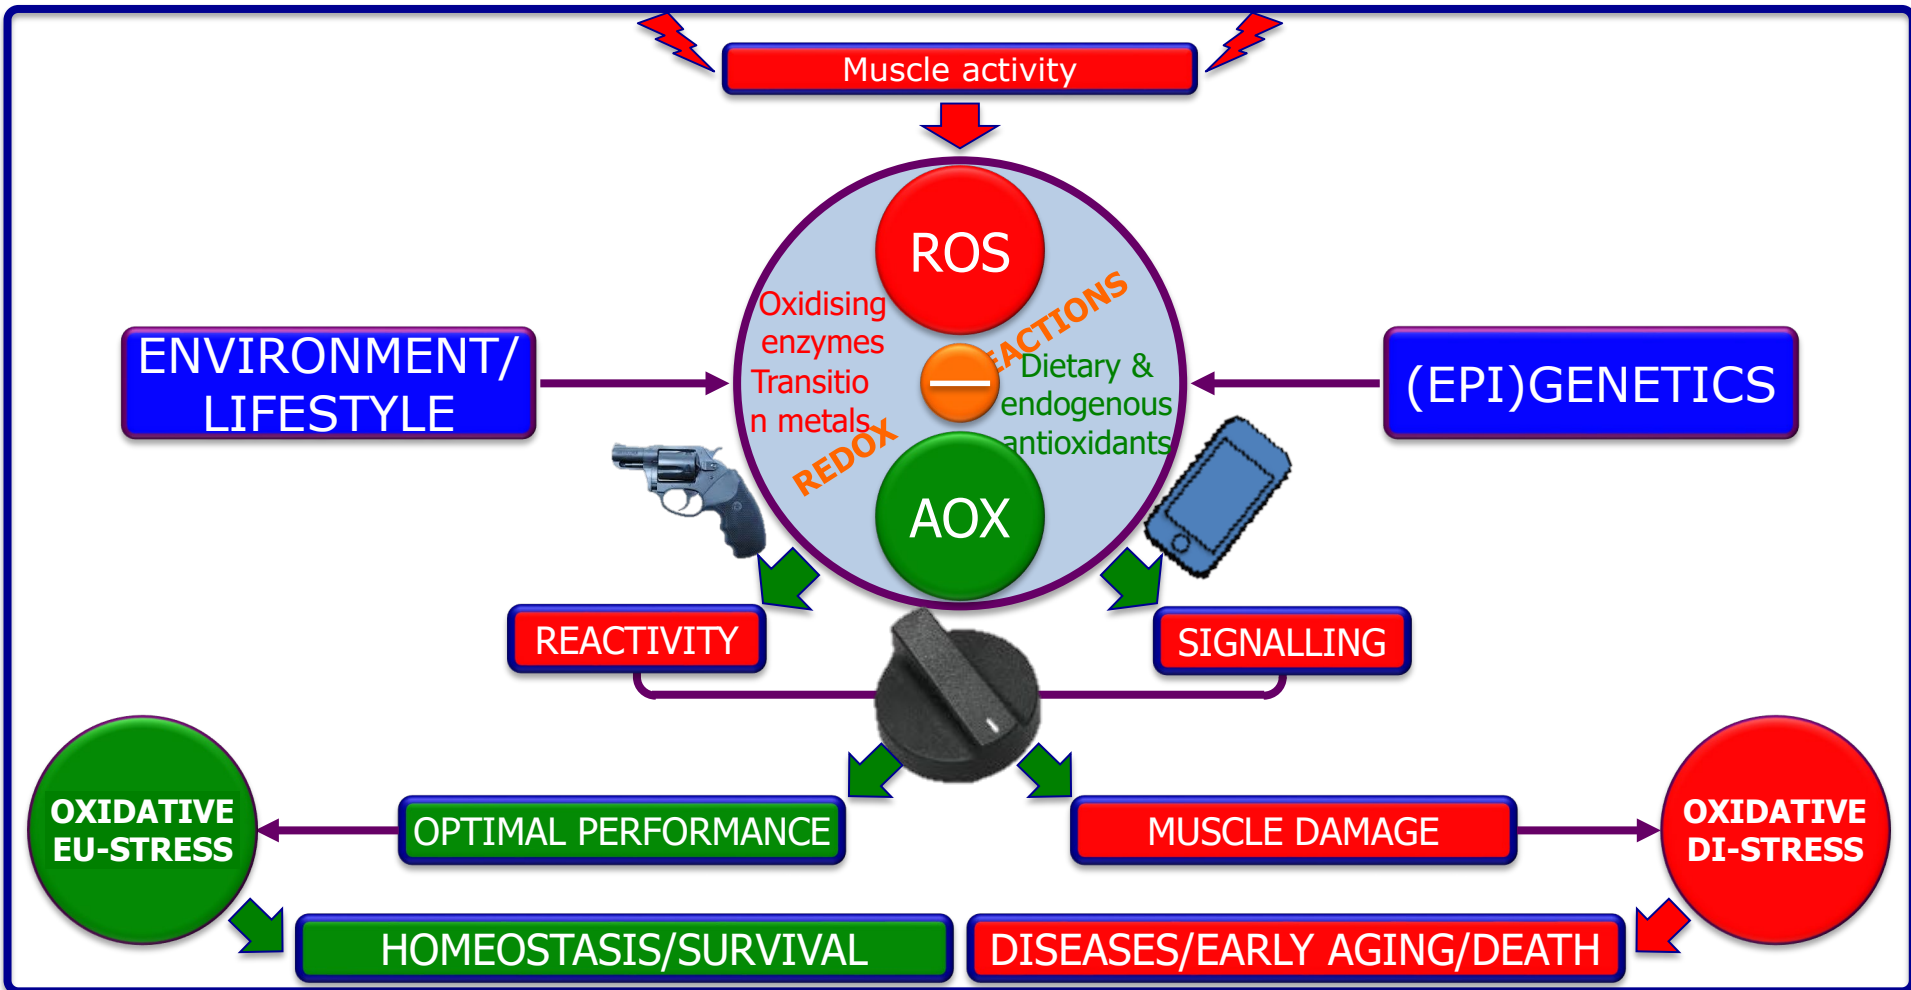 Muscle activity
ROS
Oxidising
enzymes
Transitio
n metals
REDOX
EACTIONS
Dietary &
endogenous
antioxidants
AOX
ENVIRONMENT/
LIFESTYLE
(EPI)GENETICS
REACTIVITY
SIGNALLING
OXIDATIVE
EU-STRESS
OPTIMAL PERFORMANCE
MUSCLE DAMAGE
OXIDATIVE
DI-STRESS
HOMEOSTASIS/SURVIVAL
DISEASES/EARLY AGING/DEATH